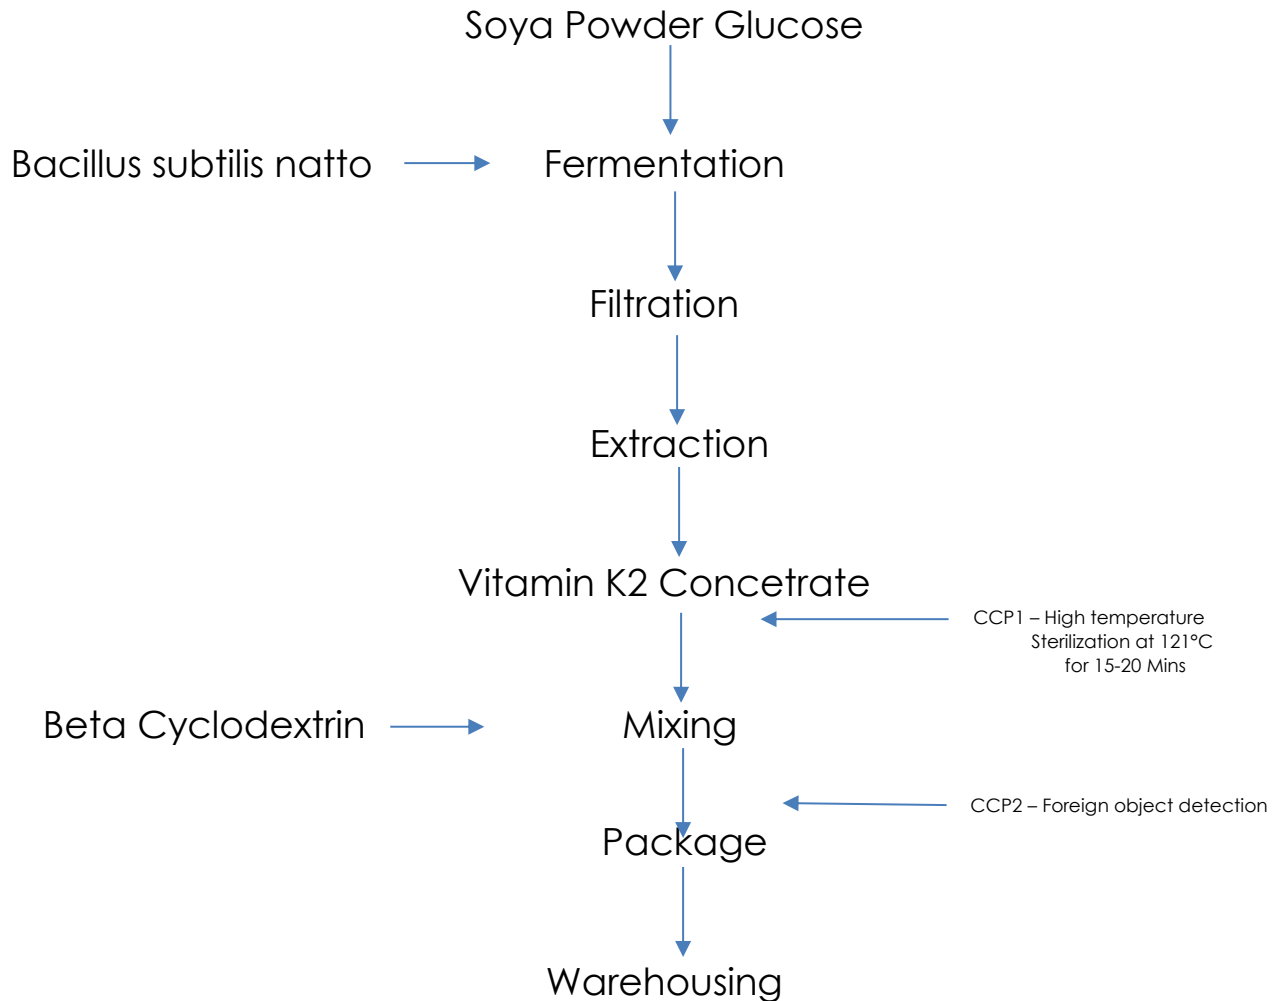 Soya Powder Glucose
Bacillus subtilis natto
Fermentation
Filtration
Extraction
Vitamin K2 Concetrate
CCP1 – High temperature
Sterilization at 121°C
for 15-20 Mins
Beta Cyclodextrin
Mixing
CCP2 – Foreign object detection
Package
Warehousing